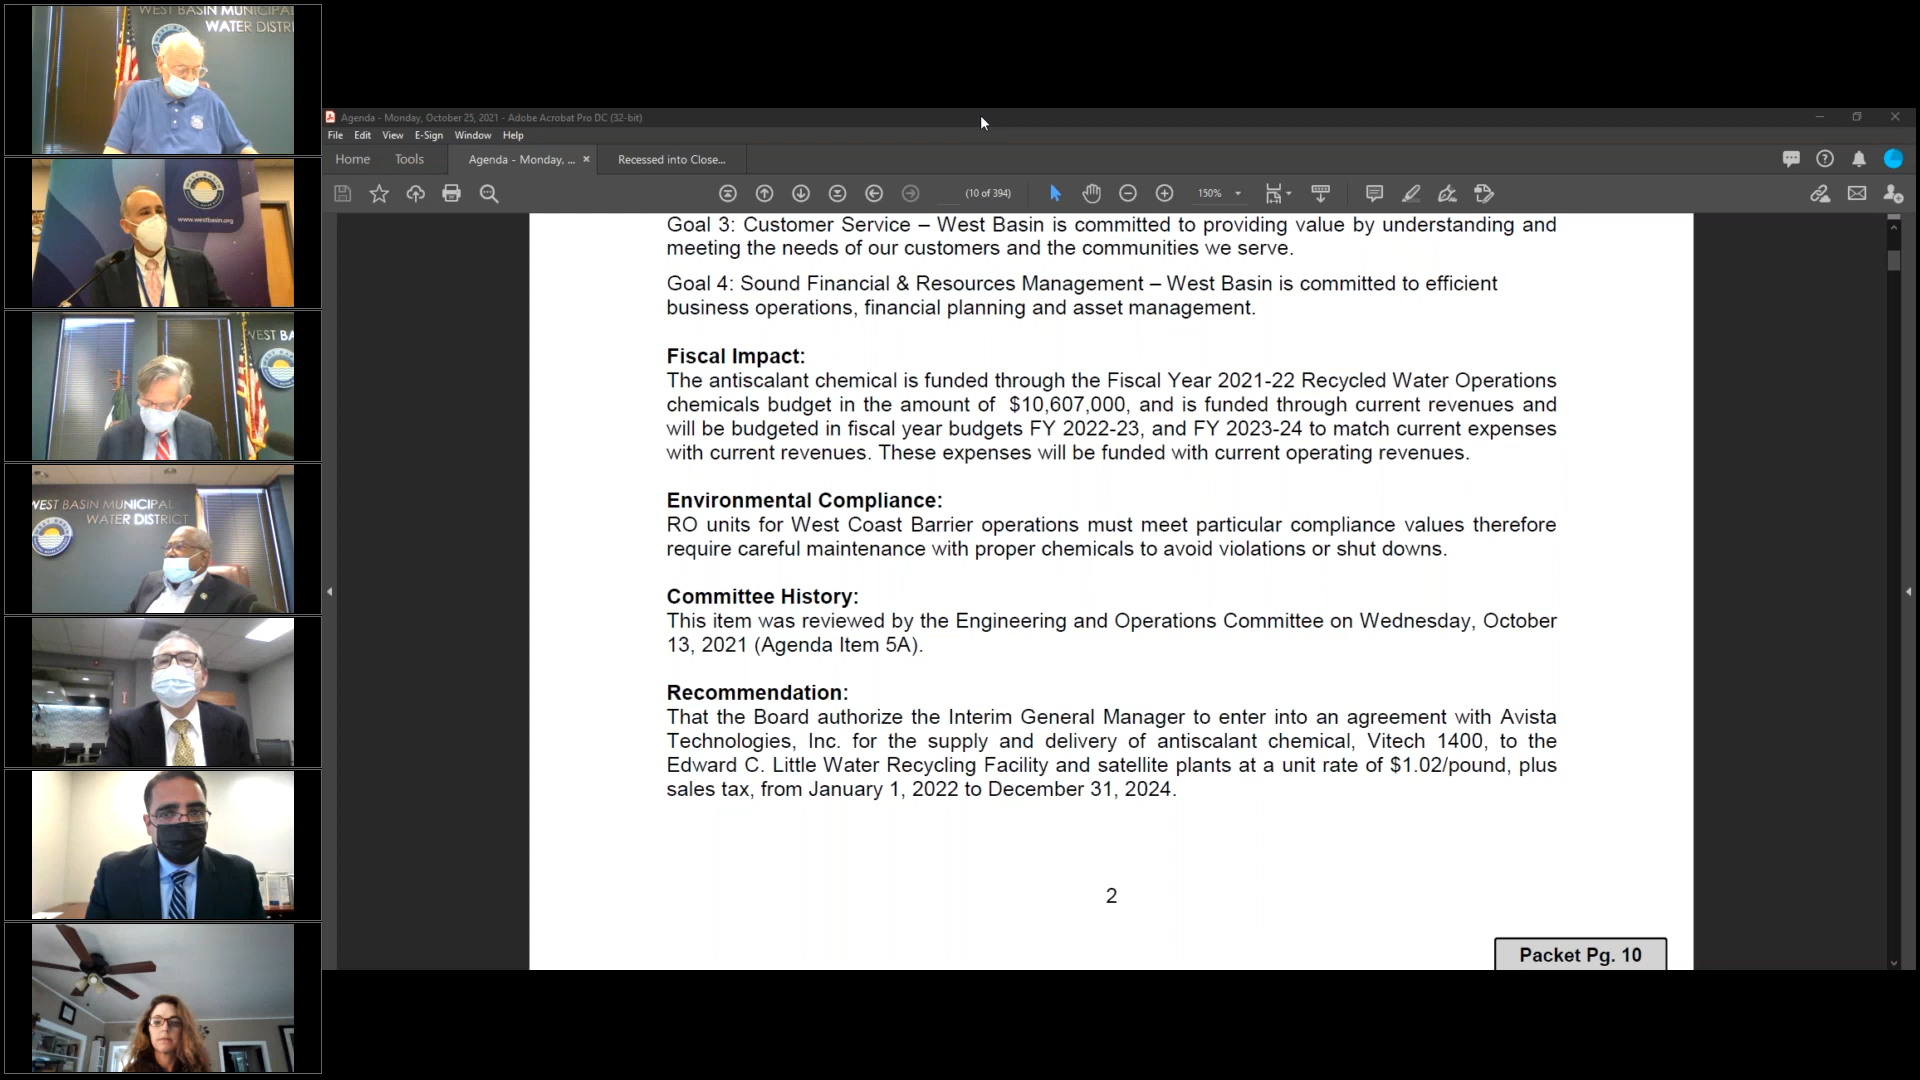 WEST BASIN MUNICIPAL
WATER DISTRI
www.westbasin.org
WEST BA
WEST BASIN MUNICIPAL
WATER DISTRICT
Agenda - Monday, October 25, 2021 - Adobe Acrobat Pro DC (32-bit)
File Edit View E-Sign Window Help
Home Tools Agenda - Monday, ... × Recessed into Close...
(10 of 394) 150%
Goal 3: Customer Service – West Basin is committed to providing value by understanding and
meeting the needs of our customers and the communities we serve.
Goal 4: Sound Financial & Resources Management – West Basin is committed to efficient
business operations, financial planning and asset management.
Fiscal Impact:
The antiscalant chemical is funded through the Fiscal Year 2021-22 Recycled Water Operations
chemicals budget in the amount of $10,607,000, and is funded through current revenues and
will be budgeted in fiscal year budgets FY 2022-23, and FY 2023-24 to match current expenses
with current revenues. These expenses will be funded with current operating revenues.
Environmental Compliance:
RO units for West Coast Barrier operations must meet particular compliance values therefore
require careful maintenance with proper chemicals to avoid violations or shut downs.
Committee History:
This item was reviewed by the Engineering and Operations Committee on Wednesday, October
13, 2021 (Agenda Item 5A).
Recommendation:
That the Board authorize the Interim General Manager to enter into an agreement with Avista
Technologies, Inc. for the supply and delivery of antiscalant chemical, Vitech 1400, to the
Edward C. Little Water Recycling Facility and satellite plants at a unit rate of $1.02/pound, plus
sales tax, from January 1, 2022 to December 31, 2024.
2
Packet Pg. 10